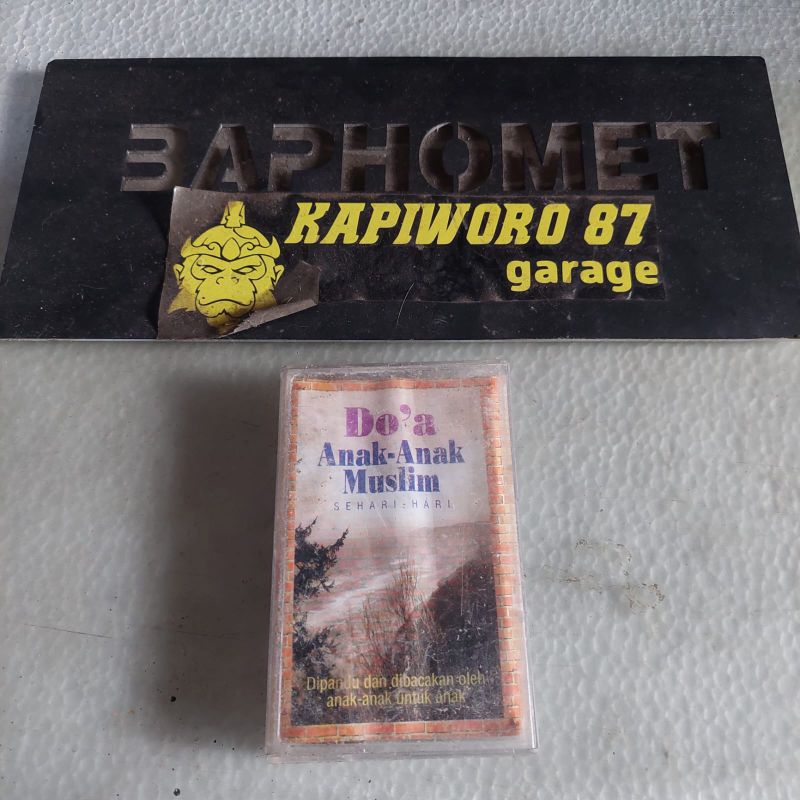 BAPHOMET
KAPIWORO 87
garage
Do'a
Anak-Anak
Muslim
SEHARI-HARI
Dipandu dan dibacakan oleh
anak-anak untuk anak